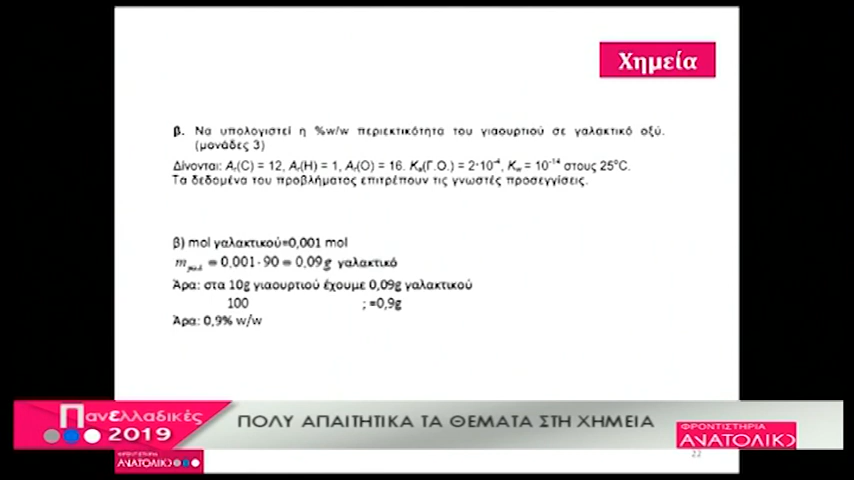 Χημεία
β. Να υπολογιστεί η %w/w περιεκτικότητα του γιαουρτιού σε γαλακτικό οξύ.
(μονάδες 3)
Δίνονται: Ar(C) = 12, Ar(H) = 1, Ar(O) = 16. Ka(Γ.Ο.) = 2·10⁻⁴, Kw = 10⁻¹⁴ στους 25°C.
Τα δεδομένα του προβλήματος επιτρέπουν τις γνωστές προσεγγίσεις.
β) mol γαλακτικού=0,001 mol
mγαλ = 0,001·90 = 0,09g γαλακτικό
Άρα: στα 10g γιαουρτιού έχουμε 0,09g γαλακτικού
100 ; =0,9g
Άρα: 0,9% w/w
Πανελλαδικές
2019
ΠΟΛΥ ΑΠΑΙΤΗΤΙΚΑ ΤΑ ΘΕΜΑΤΑ ΣΤΗ ΧΗΜΕΙΑ
ΦΡΟΝΤΙΣΤΗΡΙΑ
ΑΝΑΤΟΛΙΚΟ
22
ΦΡΟΝΤΙΣΤΗΡΙΑ
ΑΝΑΤΟΛΙΚΟ